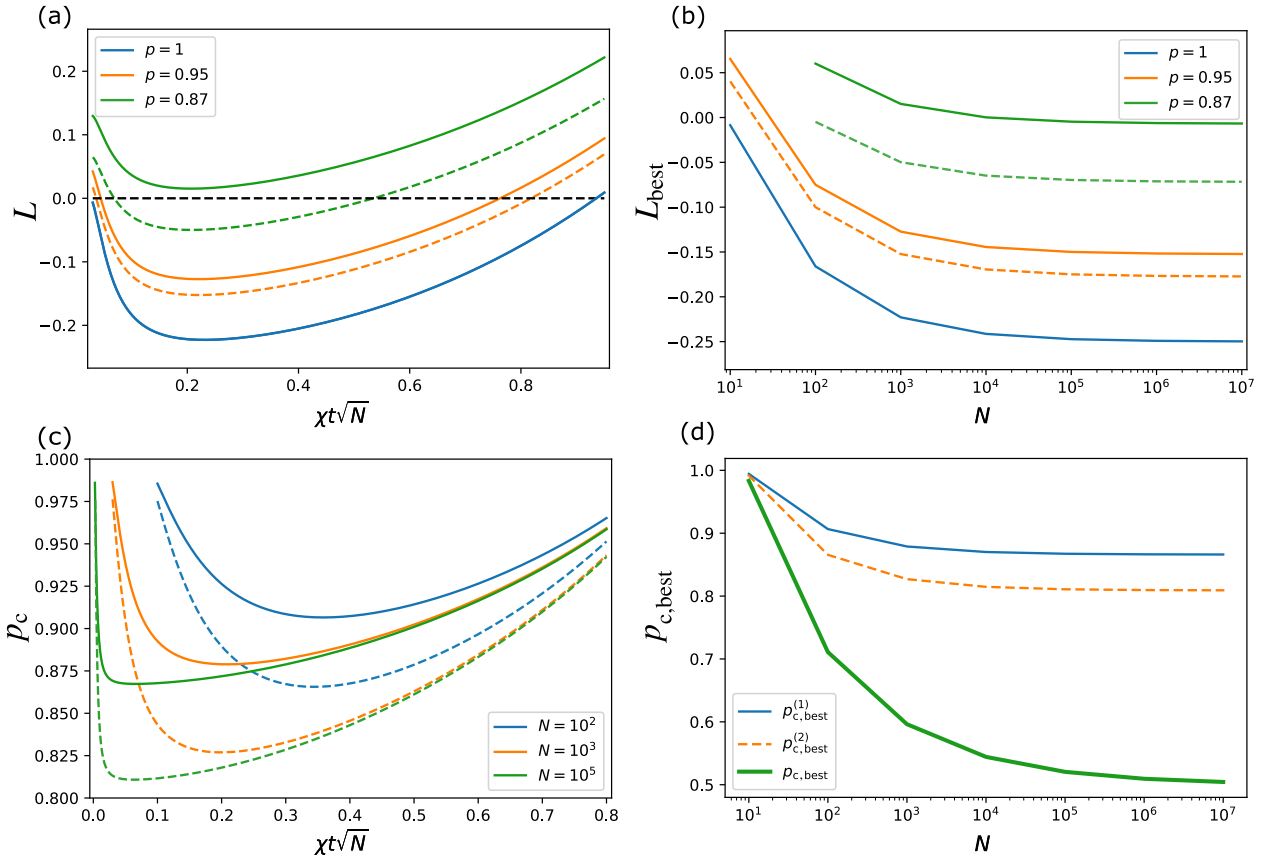 (a)
L
0.2
0.1
0.0
−0.1
−0.2
p = 1
p = 0.95
p = 0.87
0.2 0.4 0.6 0.8
χt√N
(b)
L_best
0.05
0.00
−0.05
−0.10
−0.15
−0.20
−0.25
p = 1
p = 0.95
p = 0.87
10¹ 10² 10³ 10⁴ 10⁵ 10⁶ 10⁷
N
(c)
p_c
1.000
0.975
0.950
0.925
0.900
0.875
0.850
0.825
0.800
N = 10²
N = 10³
N = 10⁵
0.0 0.1 0.2 0.3 0.4 0.5 0.6 0.7 0.8
χt√N
(d)
p_c,best
1.0
0.9
0.8
0.7
0.6
0.5
p_c,best^(1)
p_c,best^(2)
p_c,best
10¹ 10² 10³ 10⁴ 10⁵ 10⁶ 10⁷
N